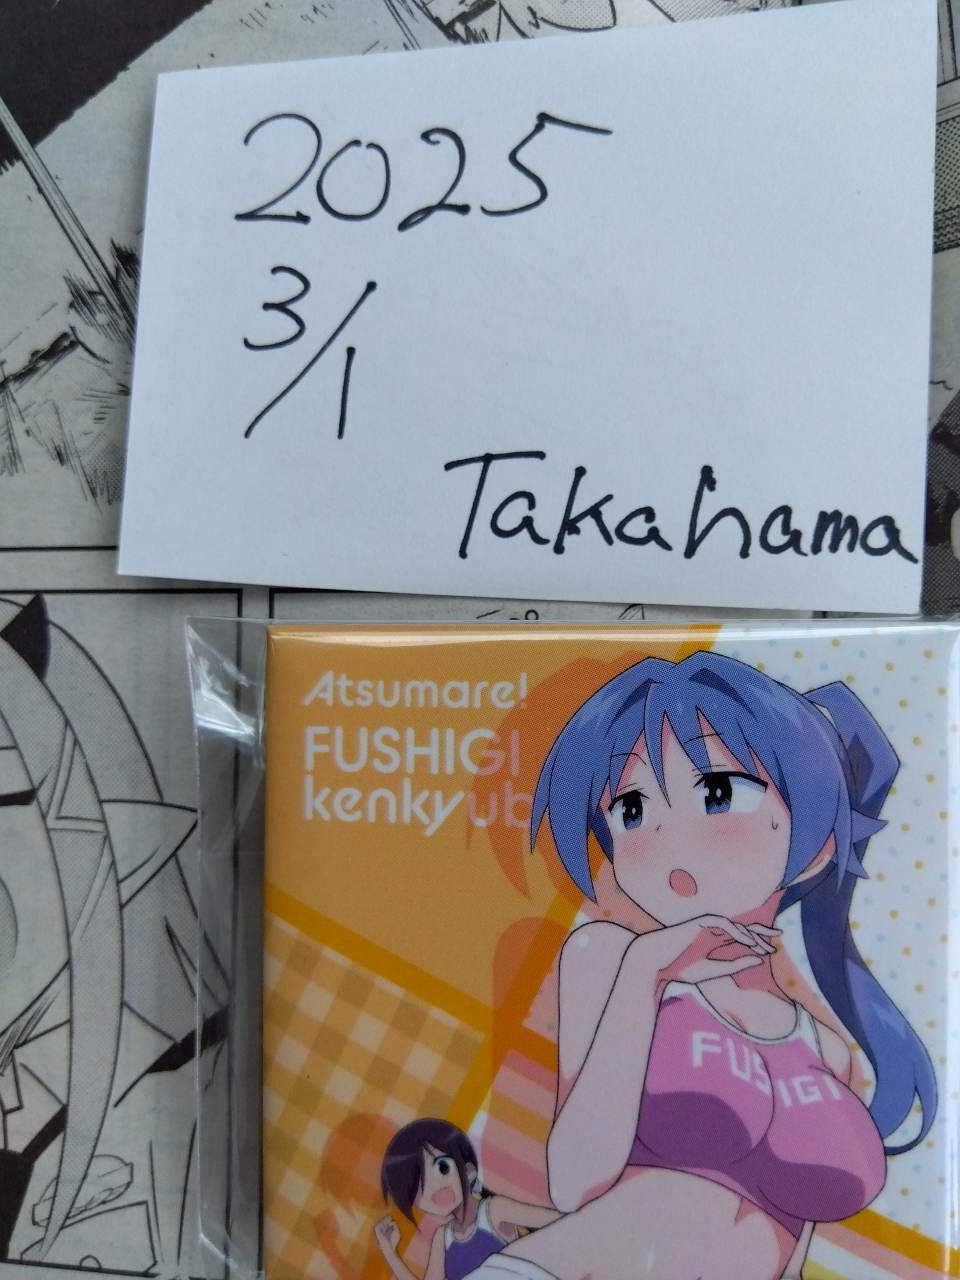 2025
3/1
Takahama
Atsumare!
FUSHIGI
kenkyub
FUSIGI